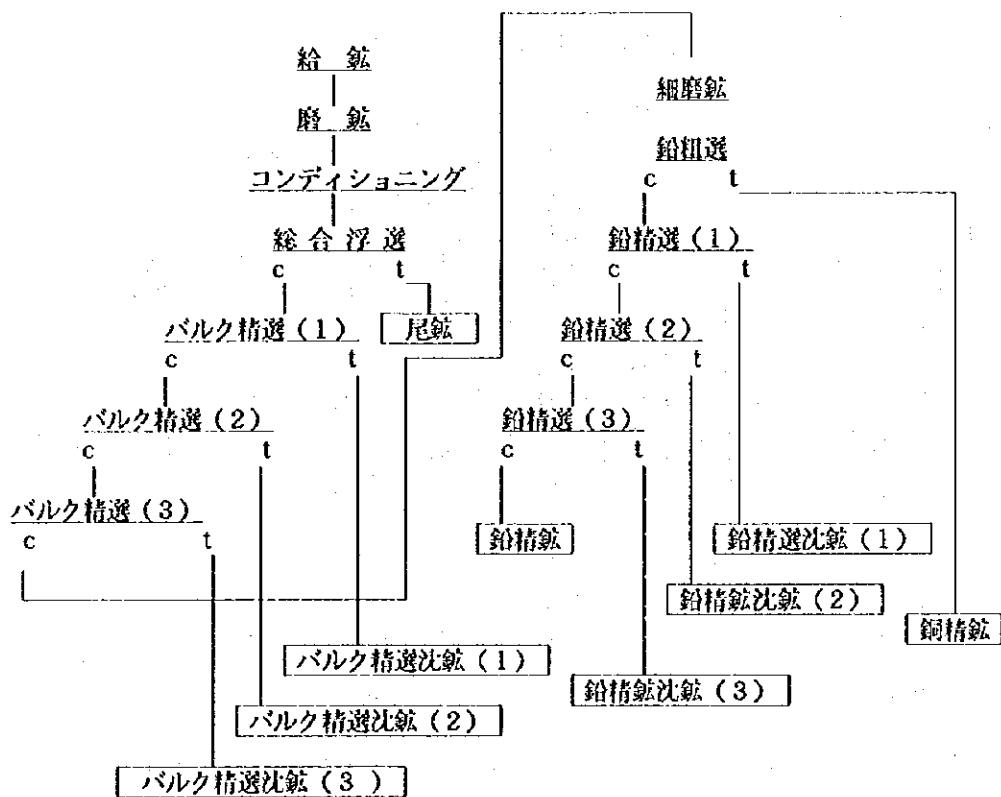 給 鉱
磨 鉱
コンディショニング
総 合 浮 選
c t
バルク精選(1)
尾鉱
c t
バルク精選(2)
c t
バルク精選(3)
c t
バルク精選沈鉱(1)
バルク精選沈鉱(2)
バルク精選沈鉱(3)
細磨鉱
鉛粗選
c t
鉛精選(1)
c t
鉛精選(2)
c t
鉛精選(3)
c t
鉛精鉱
鉛精選沈鉱(1)
鉛精鉱沈鉱(2)
銅精鉱
鉛精鉱沈鉱(3)